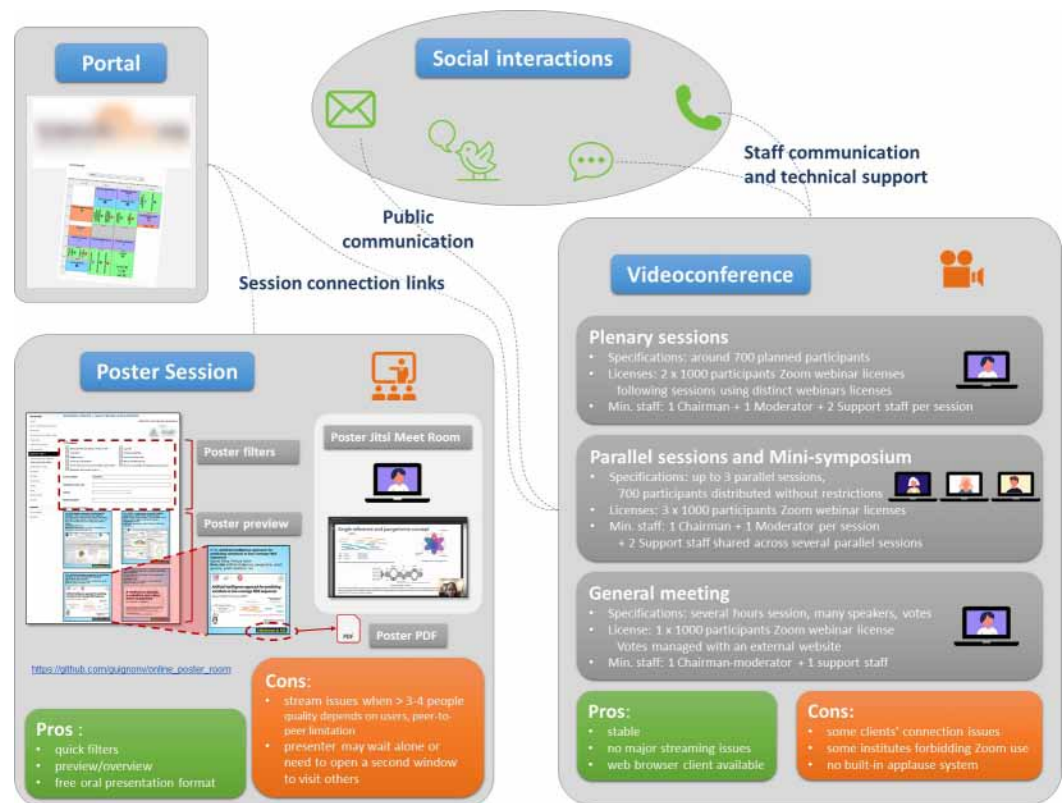 Portal
Social interactions
Staff communication
and technical support
Public
communication
Session connection links
Poster Session
Poster filters
Poster preview
Poster Jitsi Meet Room
Single reference and pangenome concept
PDF
Poster PDF
https://github.com/guignonv/online_poster_room
Pros :
• quick filters
• preview/overview
• free oral presentation format
Cons:
• stream issues when > 3-4 people
quality depends on users, peer-to-
peer limitation
• presenter may wait alone or
need to open a second window
to visit others
Videoconference
Plenary sessions
• Specifications: around 700 planned participants
• Licenses: 2 x 1000 participants Zoom webinar licenses
following sessions using distinct webinars licenses
• Min. staff: 1 Chairman + 1 Moderator + 2 Support staff per session
Parallel sessions and Mini-symposium
• Specifications: up to 3 parallel sessions,
700 participants distributed without restrictions
• Licenses: 3 x 1000 participants Zoom webinar licenses
• Min. staff: 1 Chairman + 1 Moderator per session
+ 2 Support staff shared across several parallel sessions
General meeting
• Specifications: several hours session, many speakers, votes
• License: 1 x 1000 participants Zoom webinar license
Votes managed with an external website
• Min. staff: 1 Chairman-moderator + 1 support staff
Pros:
• stable
• no major streaming issues
• web browser client available
Cons:
• some clients' connection issues
• some institutes forbidding Zoom use
• no built-in applause system